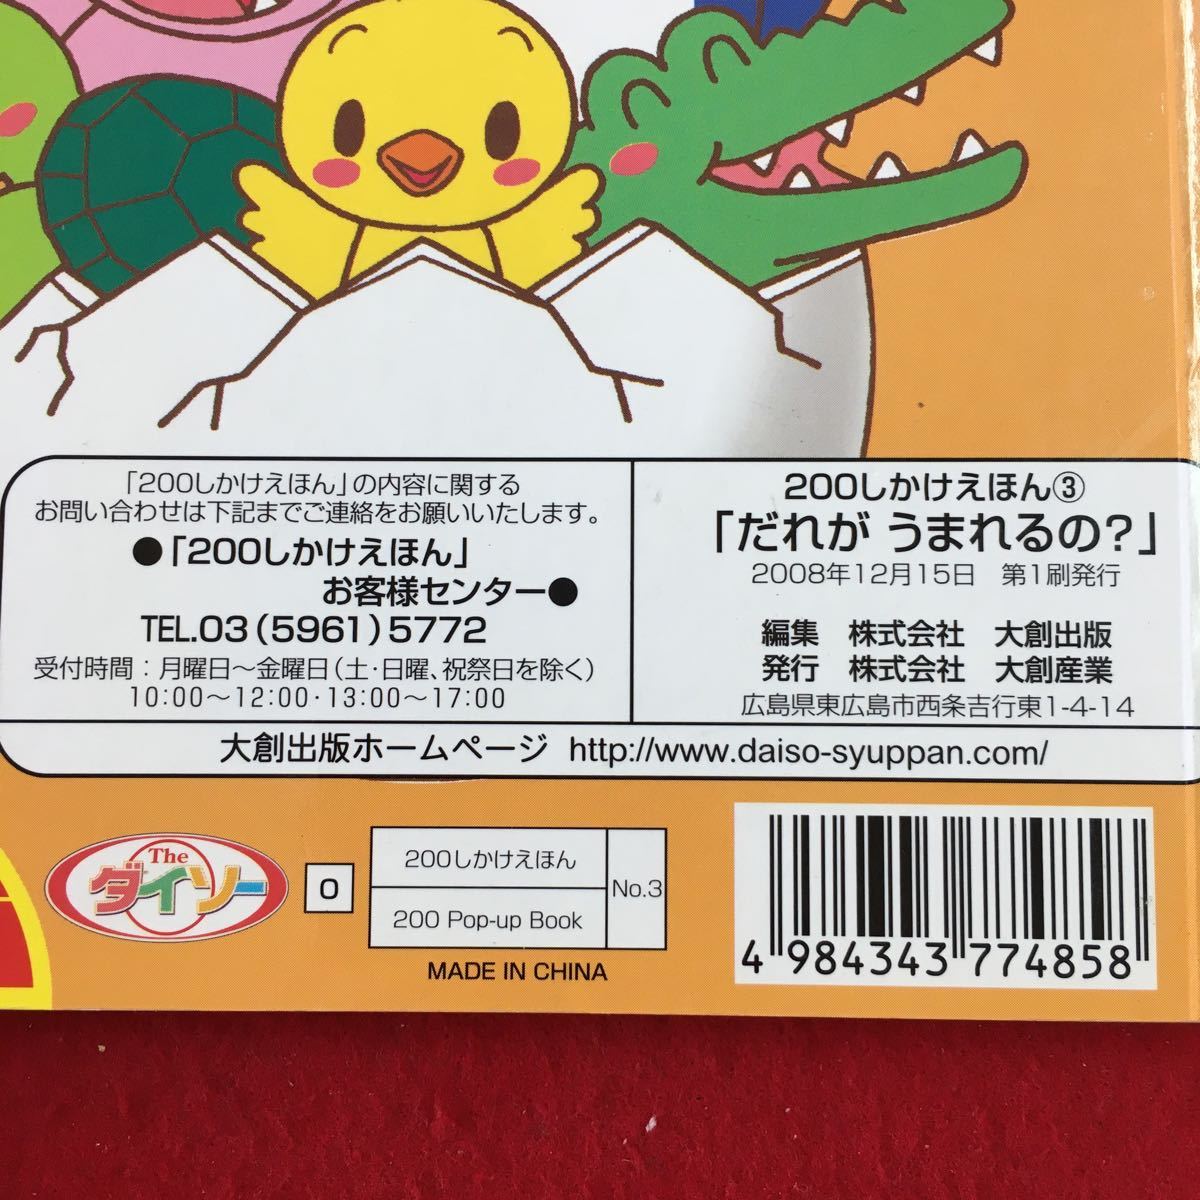 「200しかけえほん」の内容に関する
お問い合わせは下記までご連絡をお願いいたします。
●「200しかけえほん」
お客様センター●
TEL.03(5961)5772
受付時間:月曜日〜金曜日(土・日曜、祝祭日を除く)
10:00〜12:00・13:00〜17:00
200しかけえほん③
「だれが うまれるの?」
2008年12月15日 第1刷発行
編集 株式会社 大創出版
発行 株式会社 大創産業
広島県東広島市西条吉行東1-4-14
大創出版ホームページ http://www.daiso-syuppan.com/
The
ダイソー
0
200しかけえほん
200 Pop-up Book
No.3
MADE IN CHINA
4 984343 774858